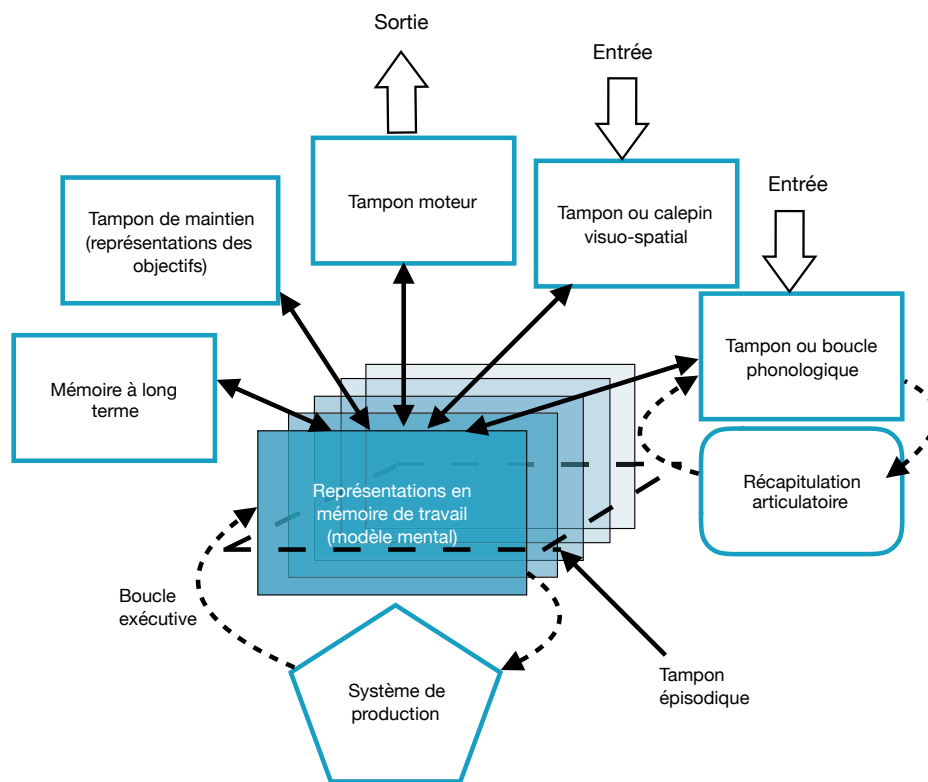 Sortie
Entrée
Entrée
Tampon moteur
Tampon ou calepin
visuo-spatial
Tampon de maintien
(représentations des
objectifs)
Tampon ou boucle
phonologique
Mémoire à long
terme
Récapitulation
articulatoire
Représentations en
mémoire de travail
(modèle mental)
Boucle
exécutive
Tampon
épisodique
Système de
production